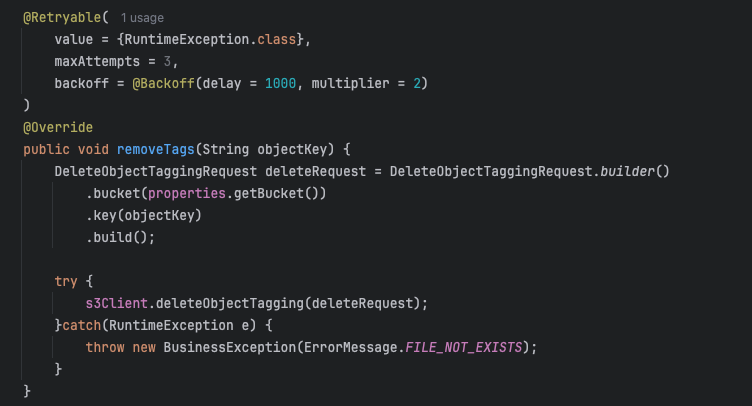 @Retryable( 1 usage
    value = {RuntimeException.class},
    maxAttempts = 3,
    backoff = @Backoff(delay = 1000, multiplier = 2)
)
@Override
public void removeTags(String objectKey) {
    DeleteObjectTaggingRequest deleteRequest = DeleteObjectTaggingRequest.builder()
        .bucket(properties.getBucket())
        .key(objectKey)
        .build();

    try {
        s3Client.deleteObjectTagging(deleteRequest);
    }catch(RuntimeException e) {
        throw new BusinessException(ErrorMessage.FILE_NOT_EXISTS);
    }
}